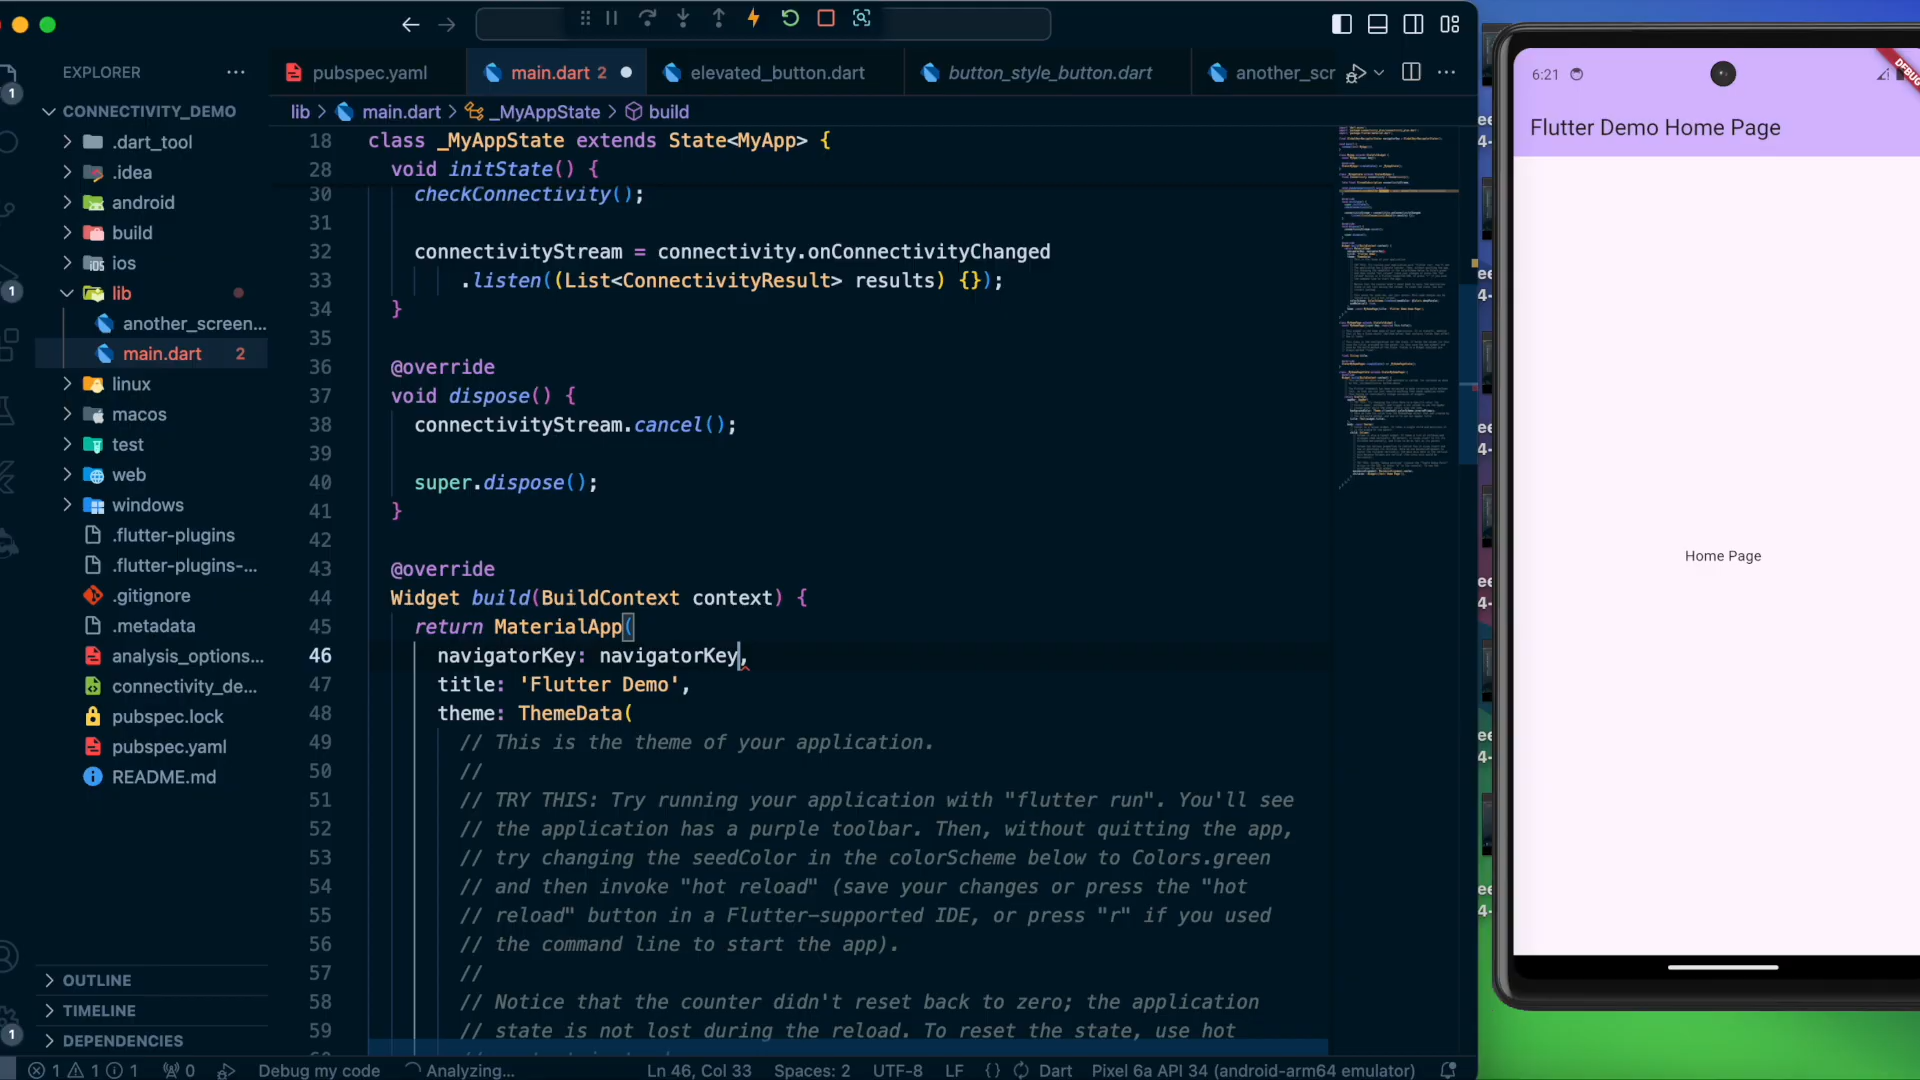 EXPLORER
pubspec.yaml
main.dart 2
elevated_button.dart
button_style_button.dart
another_scr
CONNECTIVITY_DEMO
lib > main.dart > _MyAppState > build
.dart_tool
.idea
android
build
ios
lib
another_screen...
main.dart 2
linux
macos
test
web
windows
.flutter-plugins
.flutter-plugins-...
.gitignore
.metadata
analysis_options...
connectivity_de...
pubspec.lock
pubspec.yaml
README.md
OUTLINE
TIMELINE
DEPENDENCIES
18 class _MyAppState extends State<MyApp> {
28 void initState() {
30 checkConnectivity();
31
32 connectivityStream = connectivity.onConnectivityChanged
33 .listen((List<ConnectivityResult> results) {});
34 }
35
36 @override
37 void dispose() {
38 connectivityStream.cancel();
39
40 super.dispose();
41 }
42
43 @override
44 Widget build(BuildContext context) {
45 return MaterialApp(
46 navigatorKey: navigatorKey,
47 title: 'Flutter Demo',
48 theme: ThemeData(
49 // This is the theme of your application.
50 //
51 // TRY THIS: Try running your application with "flutter run". You'll see
52 // the application has a purple toolbar. Then, without quitting the app,
53 // try changing the seedColor in the colorScheme below to Colors.green
54 // and then invoke "hot reload" (save your changes or press the "hot
55 // reload" button in a Flutter-supported IDE, or press "r" if you used
56 // the command line to start the app).
57 //
58 // Notice that the counter didn't reset back to zero; the application
59 // state is not lost during the reload. To reset the state, use hot
1 1 1 0 Debug my code Analyzing... Ln 46, Col 33 Spaces: 2 UTF-8 LF {} Dart Pixel 6a API 34 (android-arm64 emulator)
6:21
DEBUG
Flutter Demo Home Page
Home Page